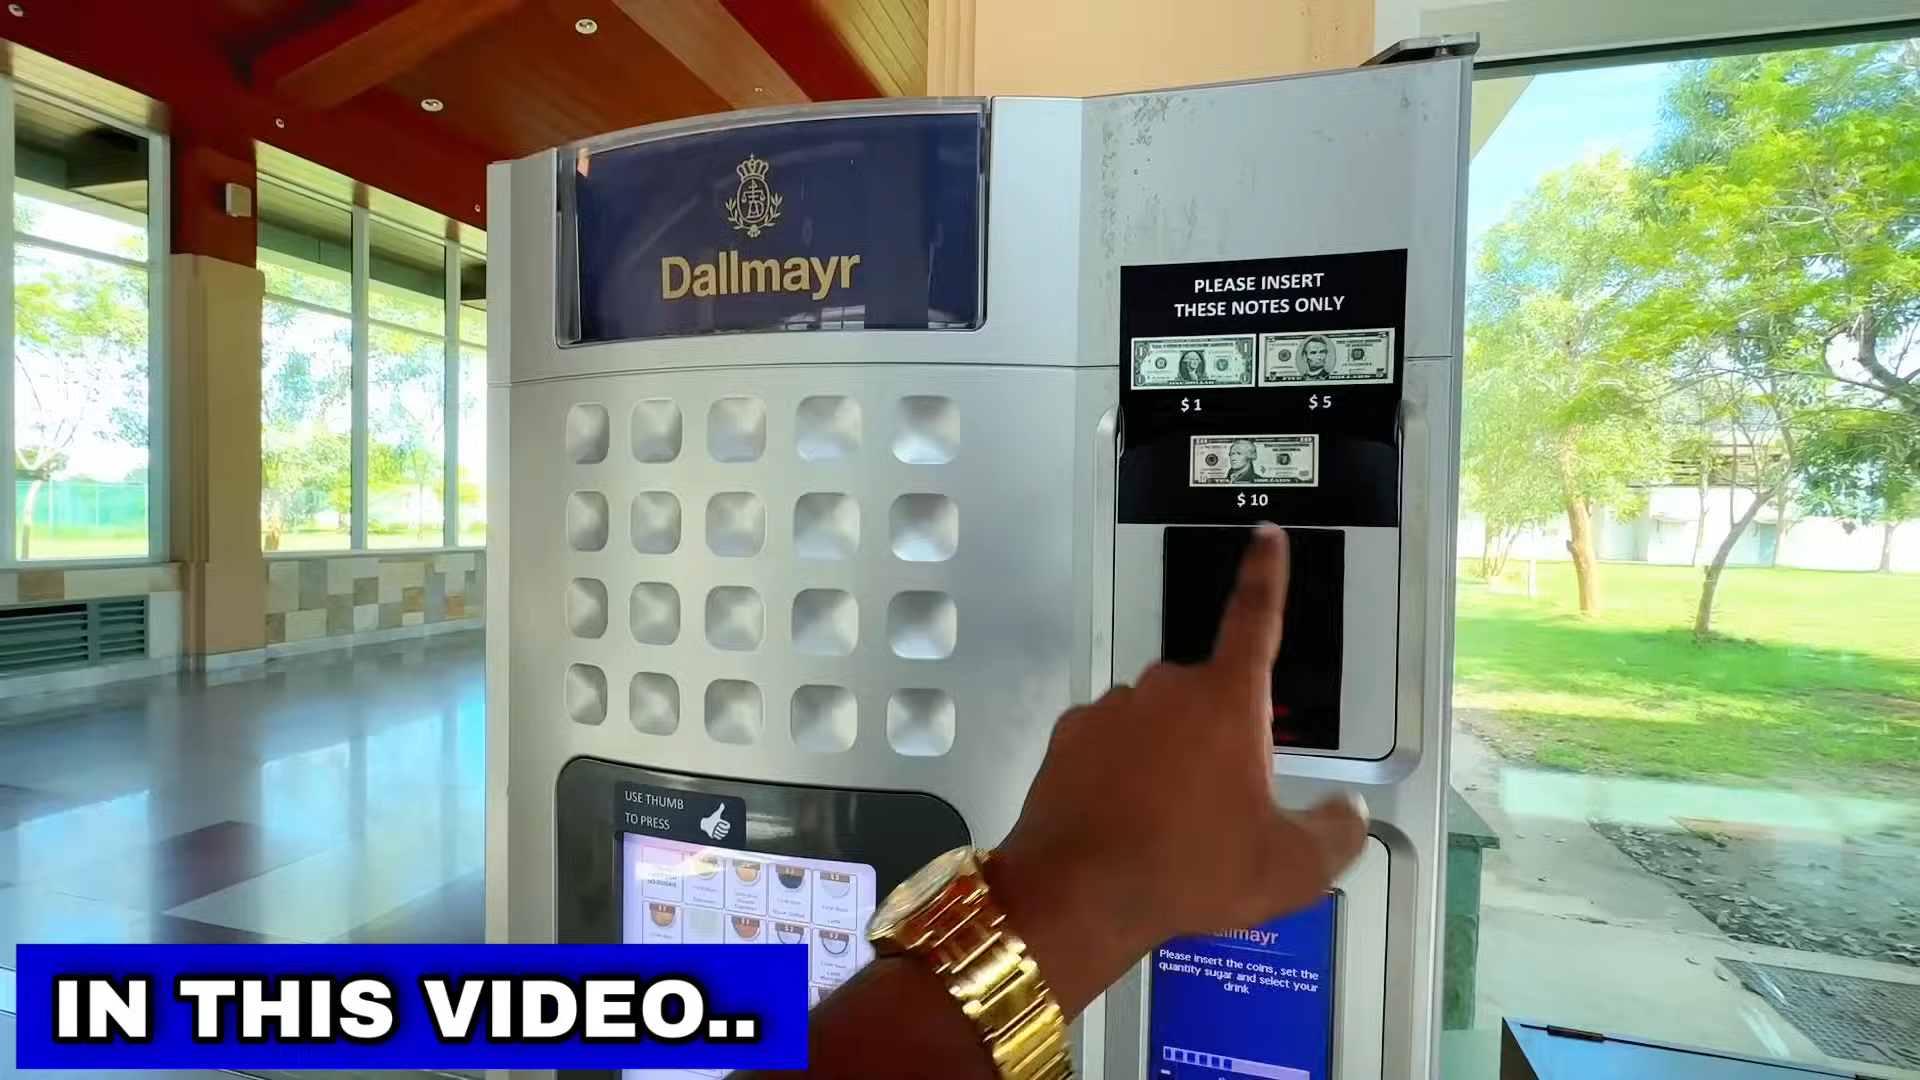 Dallmayr
PLEASE INSERT
THESE NOTES ONLY
$ 1
$ 5
$ 10
USE THUMB
TO PRESS
Please insert the coins, set the
quantity sugar and select your
drink
IN THIS VIDEO..